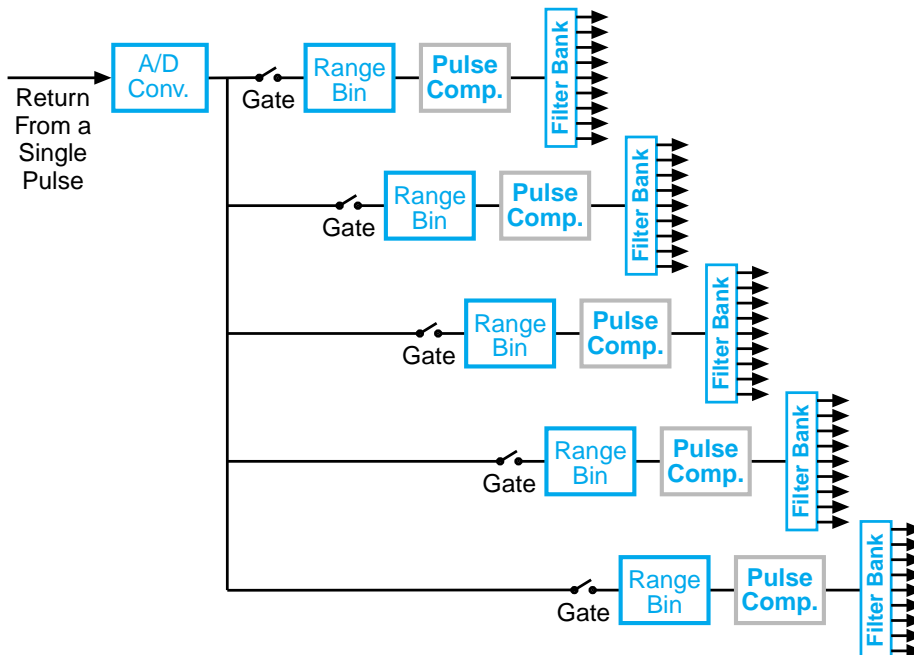 A/D
Conv.
Return
From a
Single
Pulse
Gate
Range
Bin
Pulse
Comp.
Filter Bank
Gate
Range
Bin
Pulse
Comp.
Filter Bank
Gate
Range
Bin
Pulse
Comp.
Filter Bank
Gate
Range
Bin
Pulse
Comp.
Filter Bank
Gate
Range
Bin
Pulse
Comp.
Filter Bank